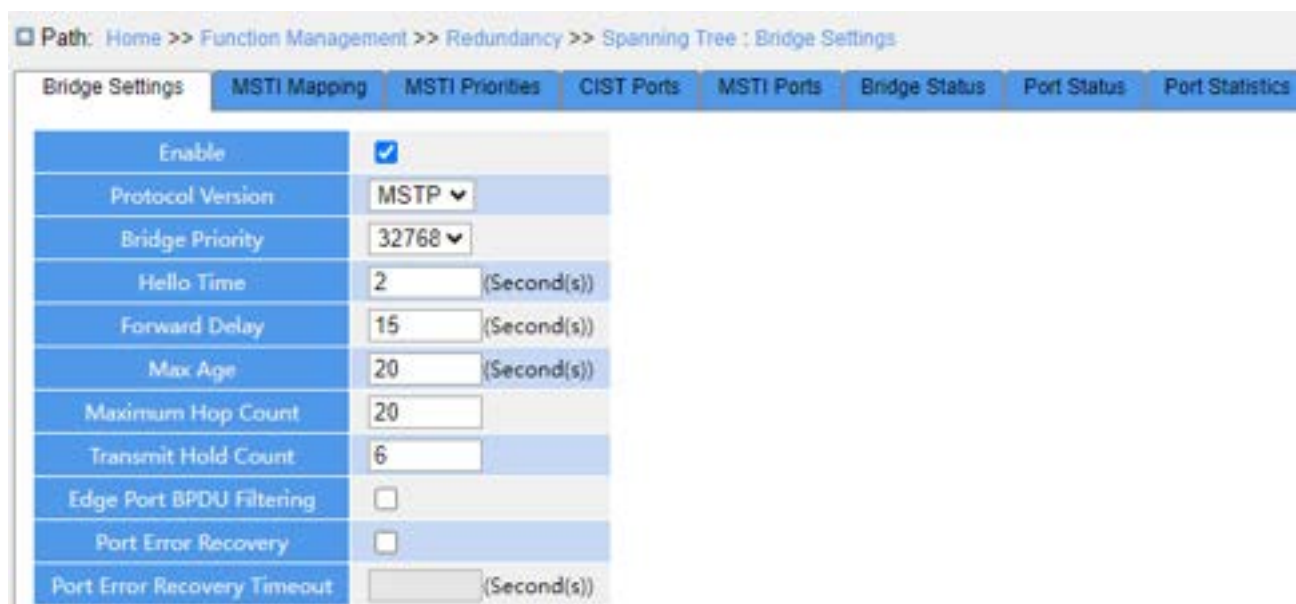 Path: Home >> Function Management >> Redundancy >> Spanning Tree : Bridge Settings
Bridge Settings MSTI Mapping MSTI Priorities CIST Ports MSTI Ports Bridge Status Port Status Port Statistics
Enable
Protocol Version MSTP
Bridge Priority 32768
Hello Time 2 (Second(s))
Forward Delay 15 (Second(s))
Max Age 20 (Second(s))
Maximum Hop Count 20
Transmit Hold Count 6
Edge Port BPDU Filtering
Port Error Recovery
Port Error Recovery Timeout (Second(s))